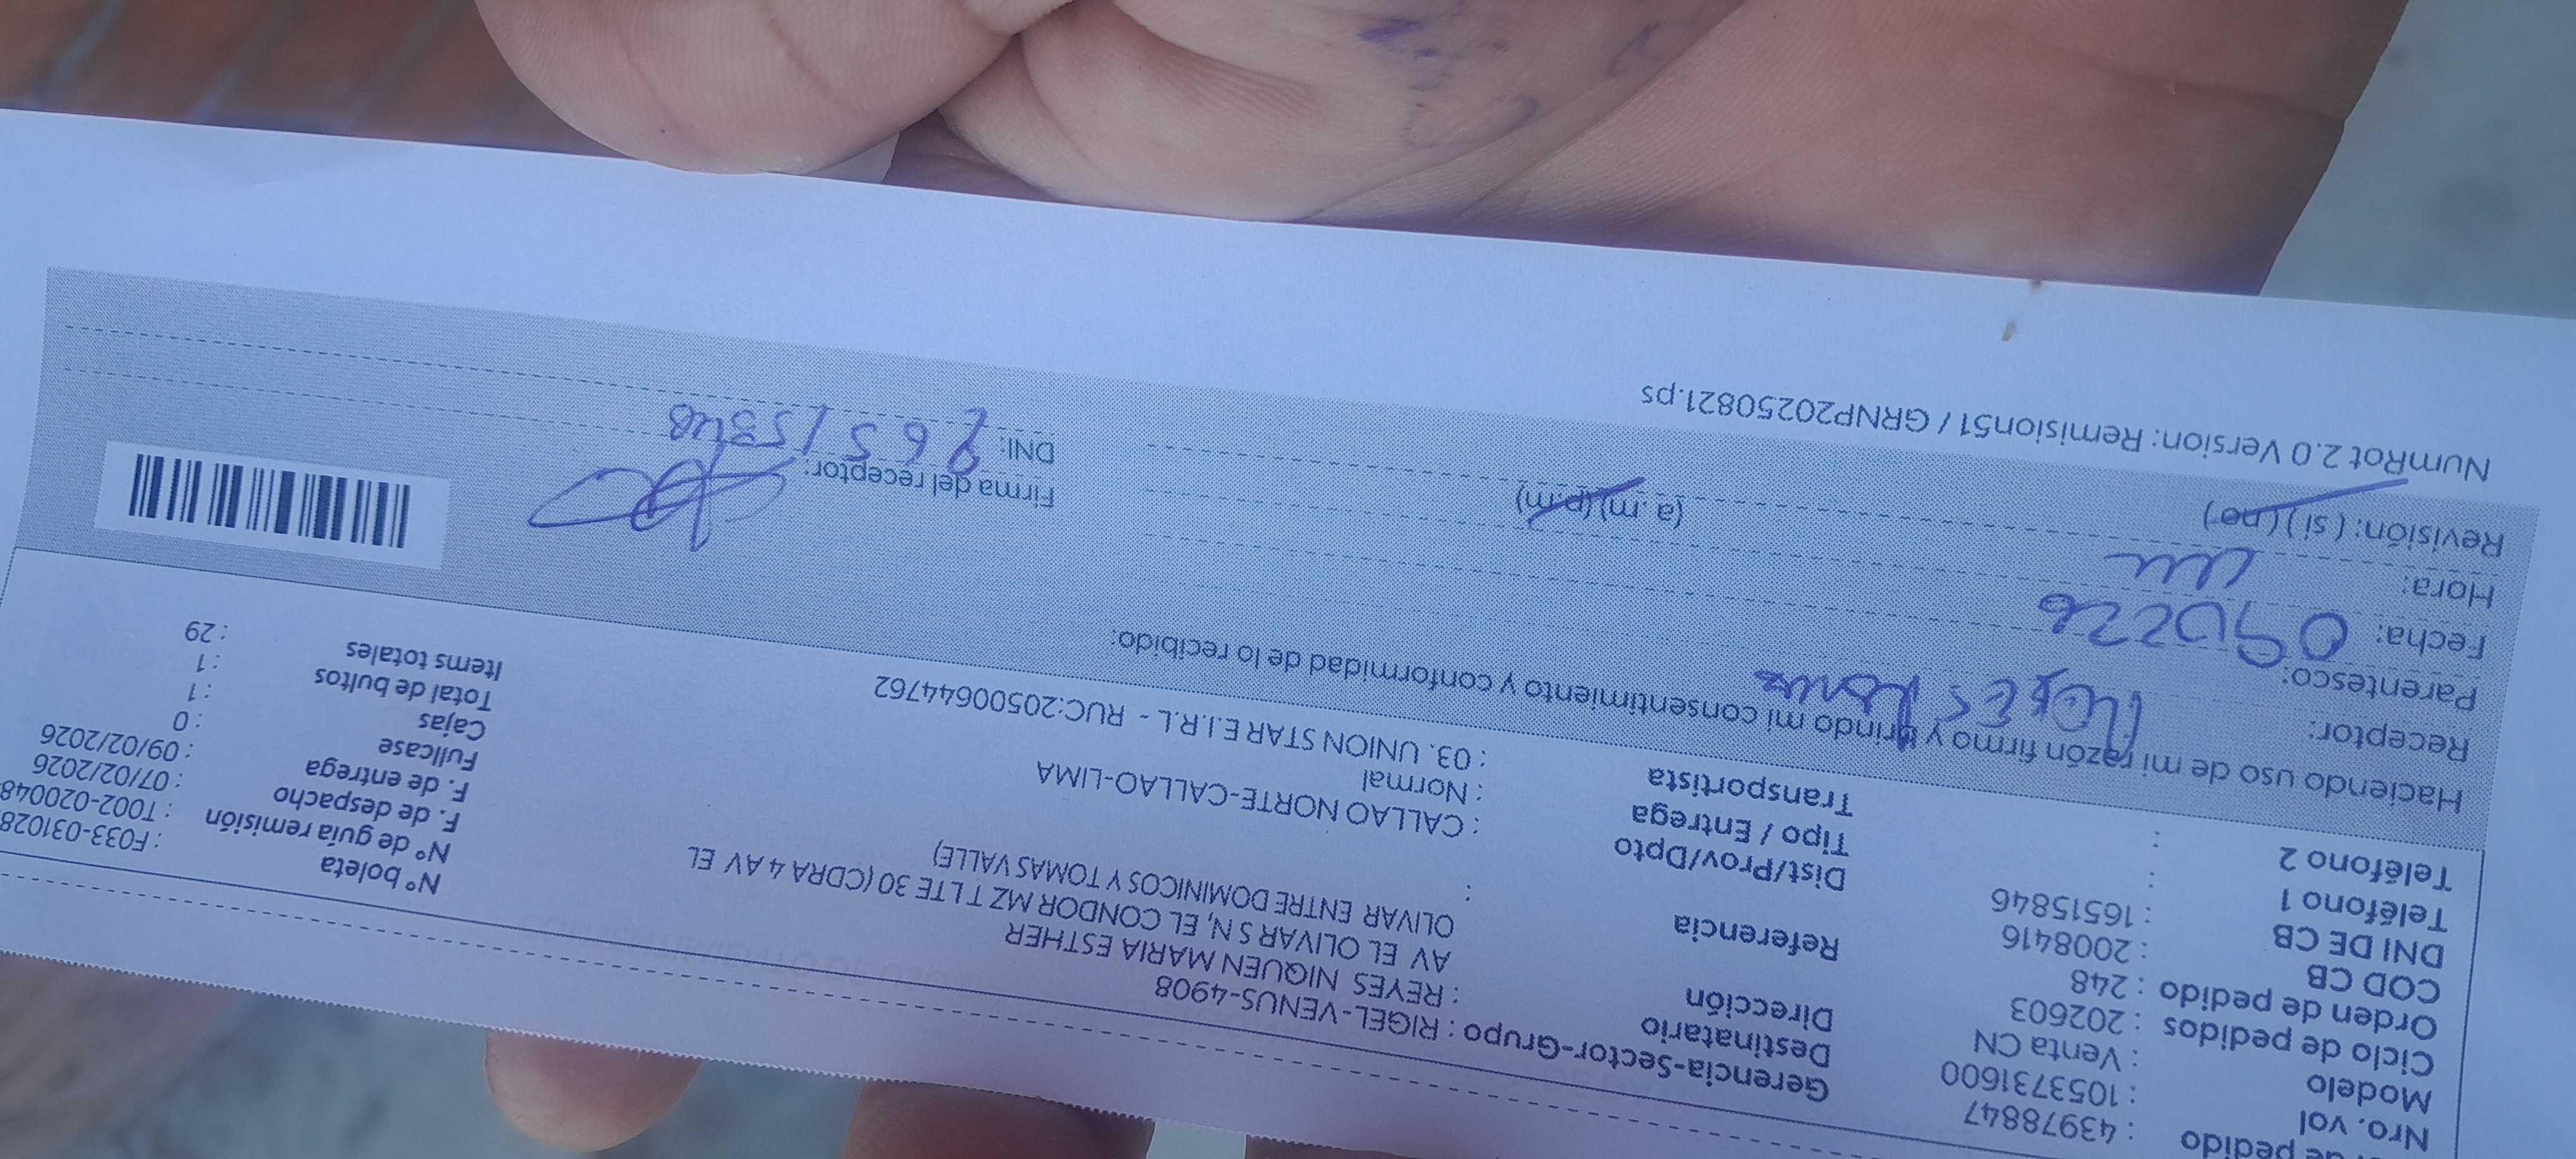 de pedido : 43978847
Nro. vol : 1053731600
Modelo : Venta CN
Ciclo de pedidos : 202603
Orden de pedido : 248
COD CB : 2008416
DNI DE CB : 16515846
Teléfono 1 :
Teléfono 2 :
Gerencia-Sector-Grupo : RIGEL-VENUS-4908
Destinatario : REYES NIQUEN MARIA ESTHER
Dirección AV EL OLIVAR S N, EL CONDOR MZ T LTE 30 (CDRA 4 AV EL
OLIVAR ENTRE DOMINICOS Y TOMAS VALLE)
Referencia :
Dist/Prov/Dpto : CALLAO NORTE-CALLAO-LIMA
Tipo / Entrega : Normal
Transportista : 03. UNION STAR E.I.R.L - RUC:20500644762
N° boleta : F033-031028
N° de guía remisión : T002-020048
F. de despacho : 07/02/2026
F. de entrega : 09/02/2026
Fullcase : 0
Cajas : 1
Total de bultos : 1
Items totales : 29
Haciendo uso de mi razón firmo y brindo mi consentimiento y conformidad de lo recibido:
Receptor:
Parentesco:
Fecha: 090226
Hora: (a. m) (p.m)
Revisión: ( si ) ( no )
Firma del receptor:
DNI:
NumRot 2.0 Version: Remision51 / GRNP20250821.ps